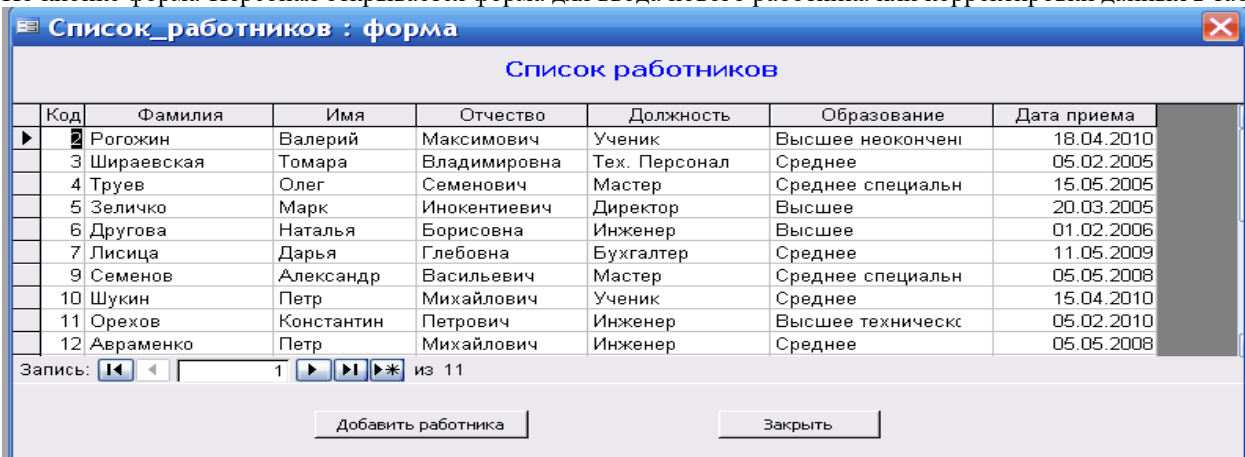 Список_работников : форма
Список работников
Код Фамилия Имя Отчество Должность Образование Дата приема
2 Рогожин Валерий Максимович Ученик Высшее неоконченн 18.04.2010
3 Шираевская Томара Владимировна Тех. Персонал Среднее 05.02.2005
4 Труев Олег Семенович Мастер Среднее специальн 15.05.2005
5 Зеличко Марк Инокентиевич Директор Высшее 20.03.2005
6 Другова Наталья Борисовна Инженер Высшее 01.02.2006
7 Лисица Дарья Глебовна Бухгалтер Среднее 11.05.2009
9 Семенов Александр Васильевич Мастер Среднее специальн 05.05.2008
10 Шукин Петр Михайлович Ученик Среднее 15.04.2010
11 Орехов Константин Петрович Инженер Высшее техническо 05.02.2010
12 Авраменко Петр Михайлович Инженер Среднее 05.05.2008
Запись: 1 из 11
Добавить работника Закрыть